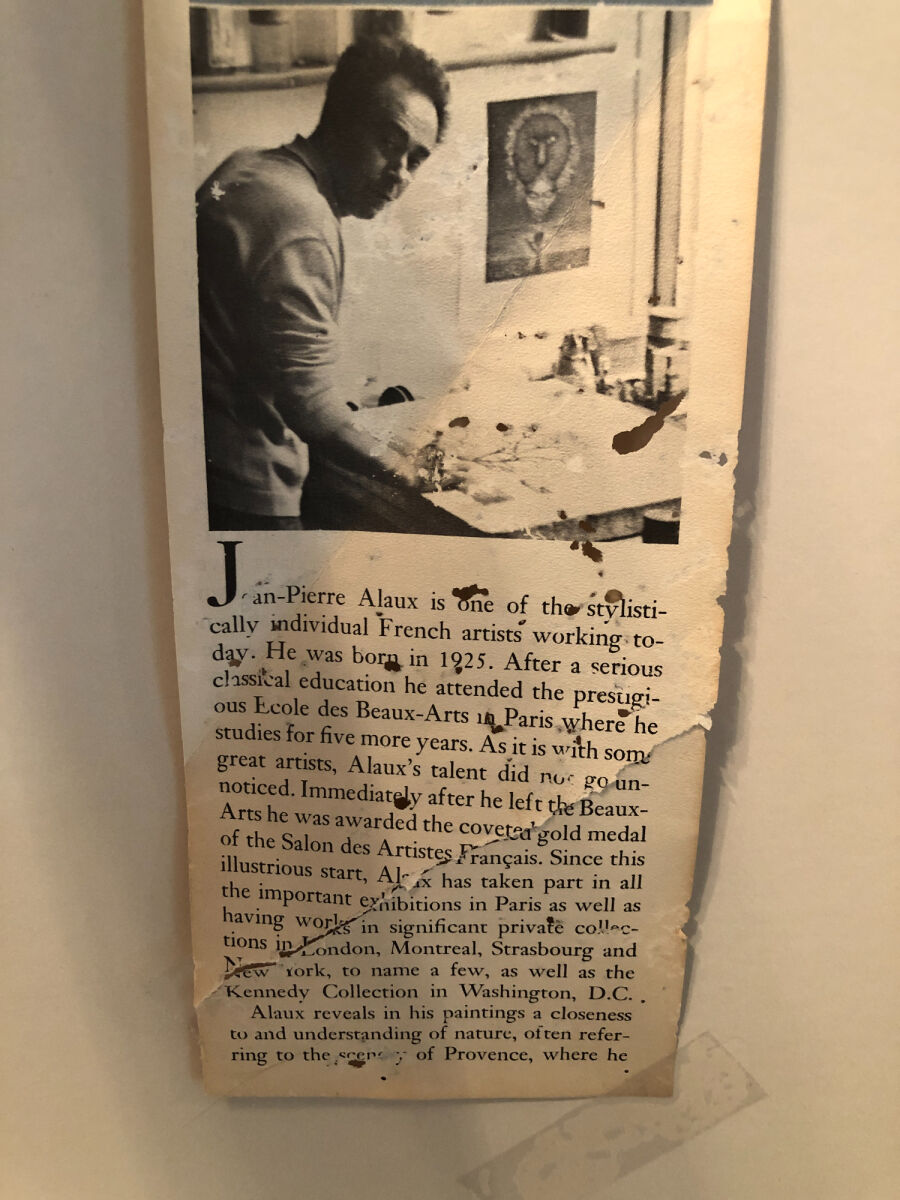 Jean-Pierre Alaux is one of the stylisti-
cally individual French artists working to-
day. He was born in 1925. After a serious
classical education he attended the prestigi-
ous Ecole des Beaux-Arts in Paris where he
studies for five more years. As it is with some
great artists, Alaux's talent did not go un-
noticed. Immediately after he left the Beaux-
Arts he was awarded the coveted gold medal
of the Salon des Artistes Français. Since this
illustrious start, Alaux has taken part in all
the important exhibitions in Paris as well as
having works in significant private collec-
tions in London, Montreal, Strasbourg and
New York, to name a few, as well as the
Kennedy Collection in Washington, D.C.
Alaux reveals in his paintings a closeness
to and understanding of nature, often refer-
ring to the scenery of Provence, where he